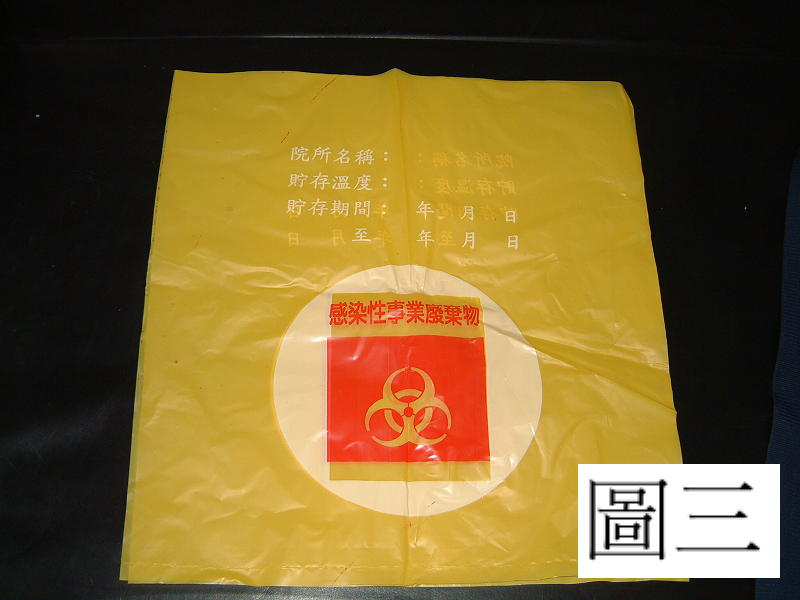 院所名稱：
貯存溫度：
貯存期間： 年 月 日
至 年 月 日
感染性事業廢棄物
圖三